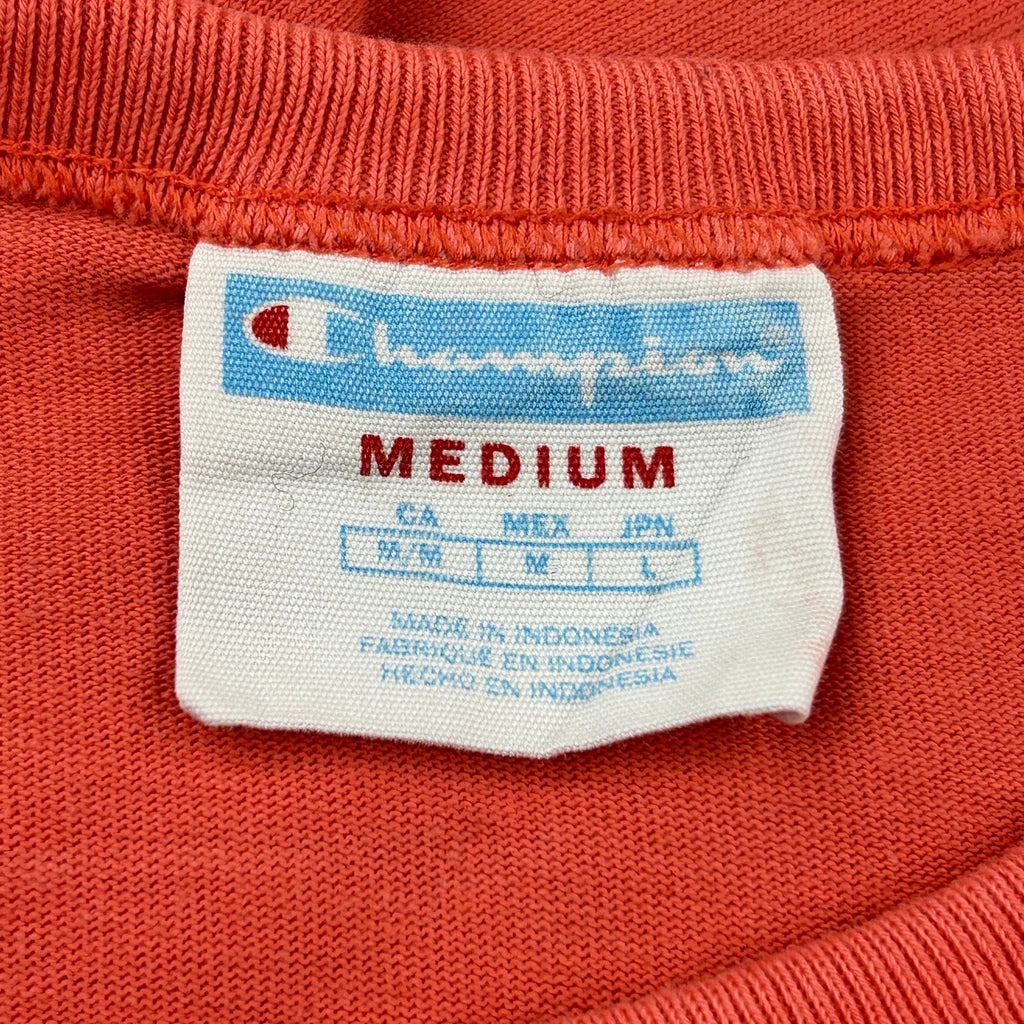 Champion®
MEDIUM
CA MEX JPN
M/M M L
MADE IN INDONESIA
FABRIQUE EN INDONESIE
HECHO EN INDONESIA